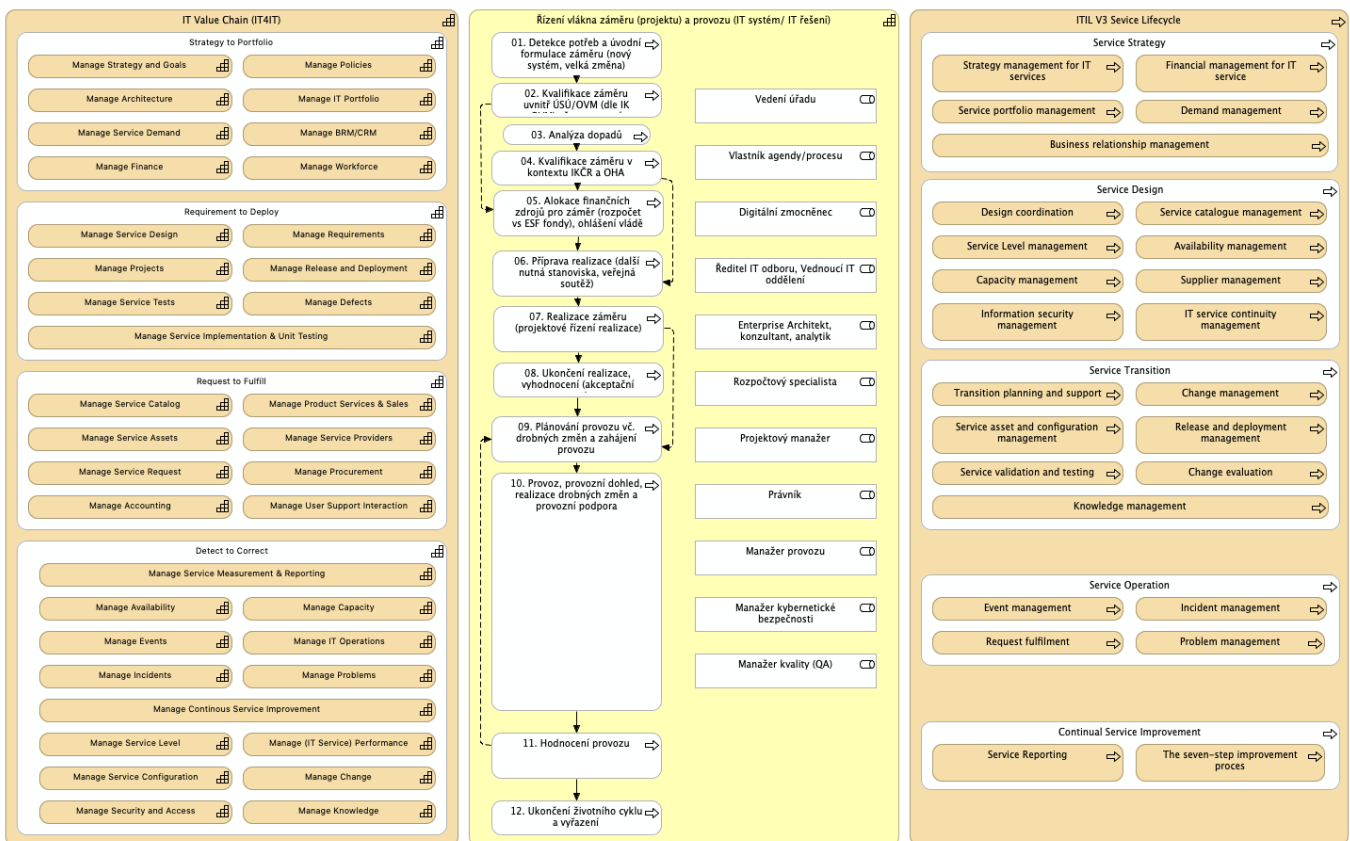 IT Value Chain (IT4IT)
Strategy to Portfolio
Manage Strategy and Goals
Manage Policies
Manage Architecture
Manage IT Portfolio
Manage Service Demand
Manage BRM/CRM
Manage Finance
Manage Workforce
Requirement to Deploy
Manage Service Design
Manage Requirements
Manage Projects
Manage Release and Deployment
Manage Service Tests
Manage Defects
Manage Service Implementation & Unit Testing
Request to Fulfill
Manage Service Catalog
Manage Product Services & Sales
Manage Service Assets
Manage Service Providers
Manage Service Request
Manage Procurement
Manage Accounting
Manage User Support Interaction
Detect to Correct
Manage Service Measurement & Reporting
Manage Availability
Manage Capacity
Manage Events
Manage IT Operations
Manage Incidents
Manage Problems
Manage Continous Service Improvement
Manage Service Level
Manage (IT Service) Performance
Manage Service Configuration
Manage Change
Manage Security and Access
Manage Knowledge
Řízení vlákna záměru (projektu) a provozu (IT systém/ IT řešení)
01. Detekce potřeb a úvodní
formulace záměru (nový
systém, velká změna)
02. Kvalifikace záměru
uvnitř ÚSÚ/OVM (dle IK
03. Analýza dopadů
04. Kvalifikace záměru v
kontextu IKČR a OHA
05. Alokace finančních
zdrojů pro záměr (rozpočet
vs ESF fondy), ohlášení vládě
06. Příprava realizace (další
nutná stanoviska, veřejná
soutěž)
07. Realizace záměru
(projektové řízení realizace)
08. Ukončení realizace,
vyhodnocení (akceptační
09. Plánování provozu vč.
drobných změn a zahájení
provozu
10. Provoz, provozní dohled,
realizace drobných změn a
provozní podpora
11. Hodnocení provozu
12. Ukončení životního cyklu
a vyřazení
Vedení úřadu
Vlastník agendy/procesu
Digitální zmocněnec
Ředitel IT odboru, Vednoucí IT
oddělení
Enterprise Architekt,
konzultant, analytik
Rozpočtový specialista
Projektový manažer
Právník
Manažer provozu
Manažer kybernetické
bezpečnosti
Manažer kvality (QA)
ITIL V3 Sevice Lifecycle
Service Strategy
Strategy management for IT
services
Financial management for IT
service
Service portfolio management
Demand management
Business relationship management
Service Design
Design coordination
Service catalogue management
Service Level management
Availability management
Capacity management
Supplier management
Information security
management
IT service continuity
management
Service Transition
Transition planning and support
Change management
Service asset and configuration
management
Release and deployment
management
Service validation and testing
Change evaluation
Knowledge management
Service Operation
Event management
Incident management
Request fulfilment
Problem management
Continual Service Improvement
Service Reporting
The seven-step improvement
proces